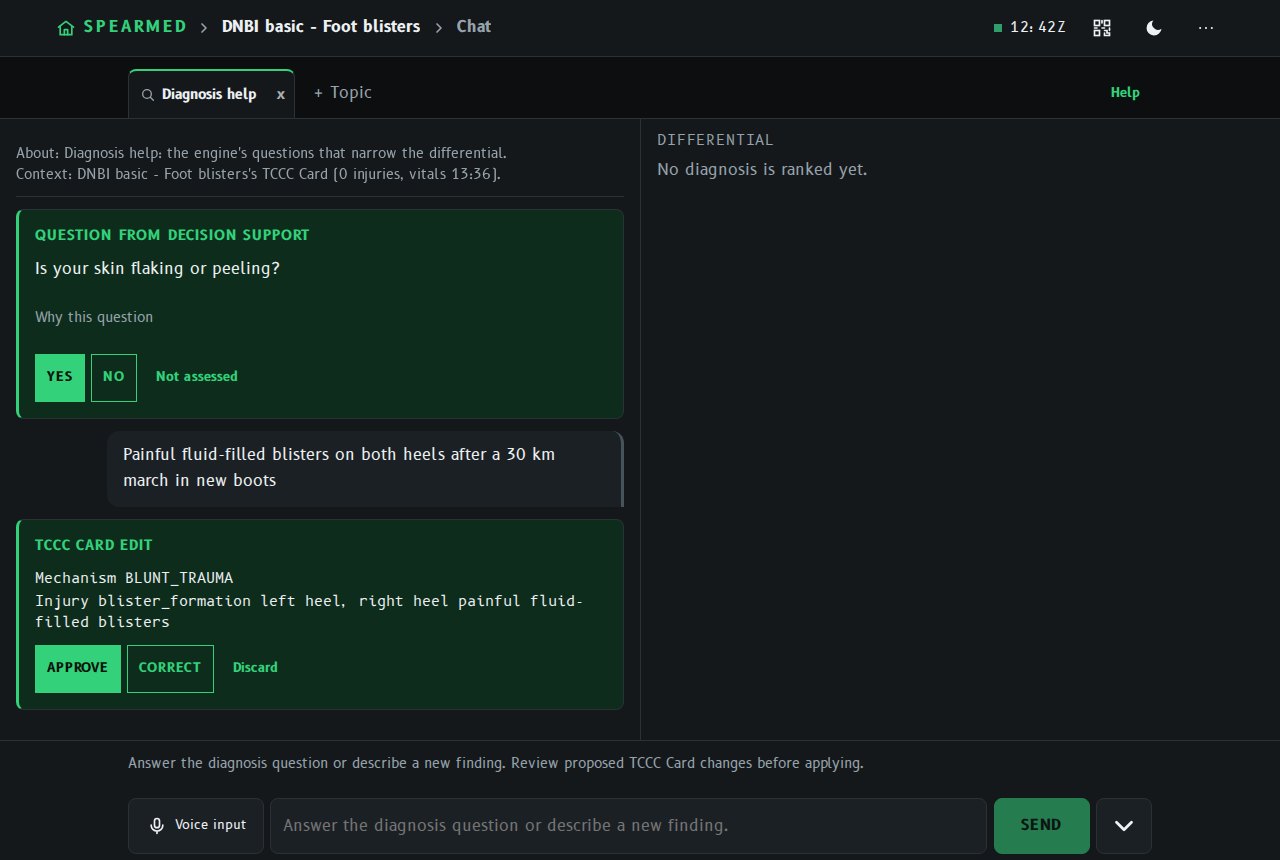 SPEARMED > DNBI basic - Foot blisters > Chat
12:42Z
...
Diagnosis help x
+ Topic
Help
About: Diagnosis help: the engine's questions that narrow the differential.
Context: DNBI basic - Foot blisters's TCCC Card (0 injuries, vitals 13:36).
QUESTION FROM DECISION SUPPORT
Is your skin flaking or peeling?
Why this question
YES
NO
Not assessed
Painful fluid-filled blisters on both heels after a 30 km
march in new boots
TCCC CARD EDIT
Mechanism BLUNT_TRAUMA
Injury blister_formation left heel, right heel painful fluid-
filled blisters
APPROVE
CORRECT
Discard
DIFFERENTIAL
No diagnosis is ranked yet.
Answer the diagnosis question or describe a new finding. Review proposed TCCC Card changes before applying.
Voice input
Answer the diagnosis question or describe a new finding.
SEND